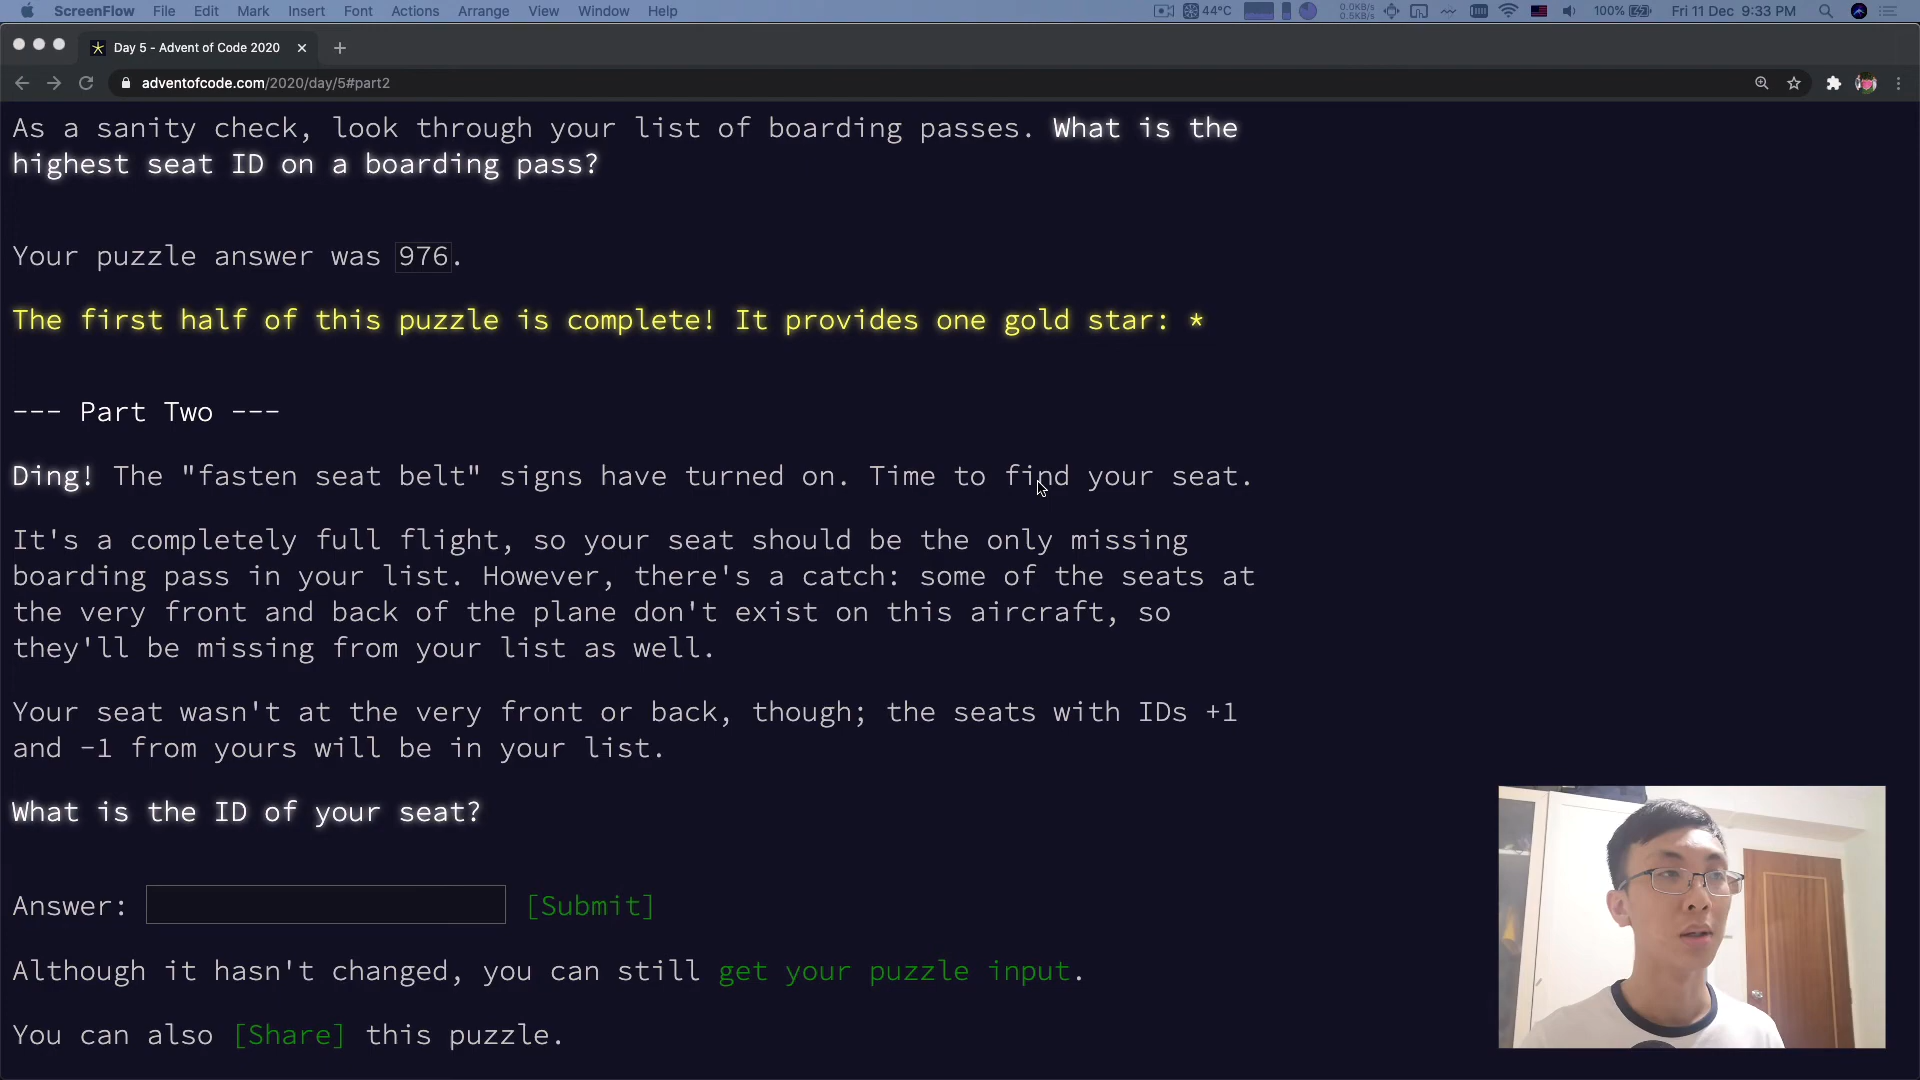 ScreenFlow File Edit Mark Insert Font Actions Arrange View Window Help 44°C 0.0KB/s 0.5KB/s 100% Fri 11 Dec 9:33 PM
Day 5 - Advent of Code 2020
adventofcode.com/2020/day/5#part2
As a sanity check, look through your list of boarding passes. What is the
highest seat ID on a boarding pass?
Your puzzle answer was 976.
The first half of this puzzle is complete! It provides one gold star: *
--- Part Two ---
Ding! The "fasten seat belt" signs have turned on. Time to find your seat.
It's a completely full flight, so your seat should be the only missing
boarding pass in your list. However, there's a catch: some of the seats at
the very front and back of the plane don't exist on this aircraft, so
they'll be missing from your list as well.
Your seat wasn't at the very front or back, though; the seats with IDs +1
and -1 from yours will be in your list.
What is the ID of your seat?
Answer: [Submit]
Although it hasn't changed, you can still get your puzzle input.
You can also [Share] this puzzle.